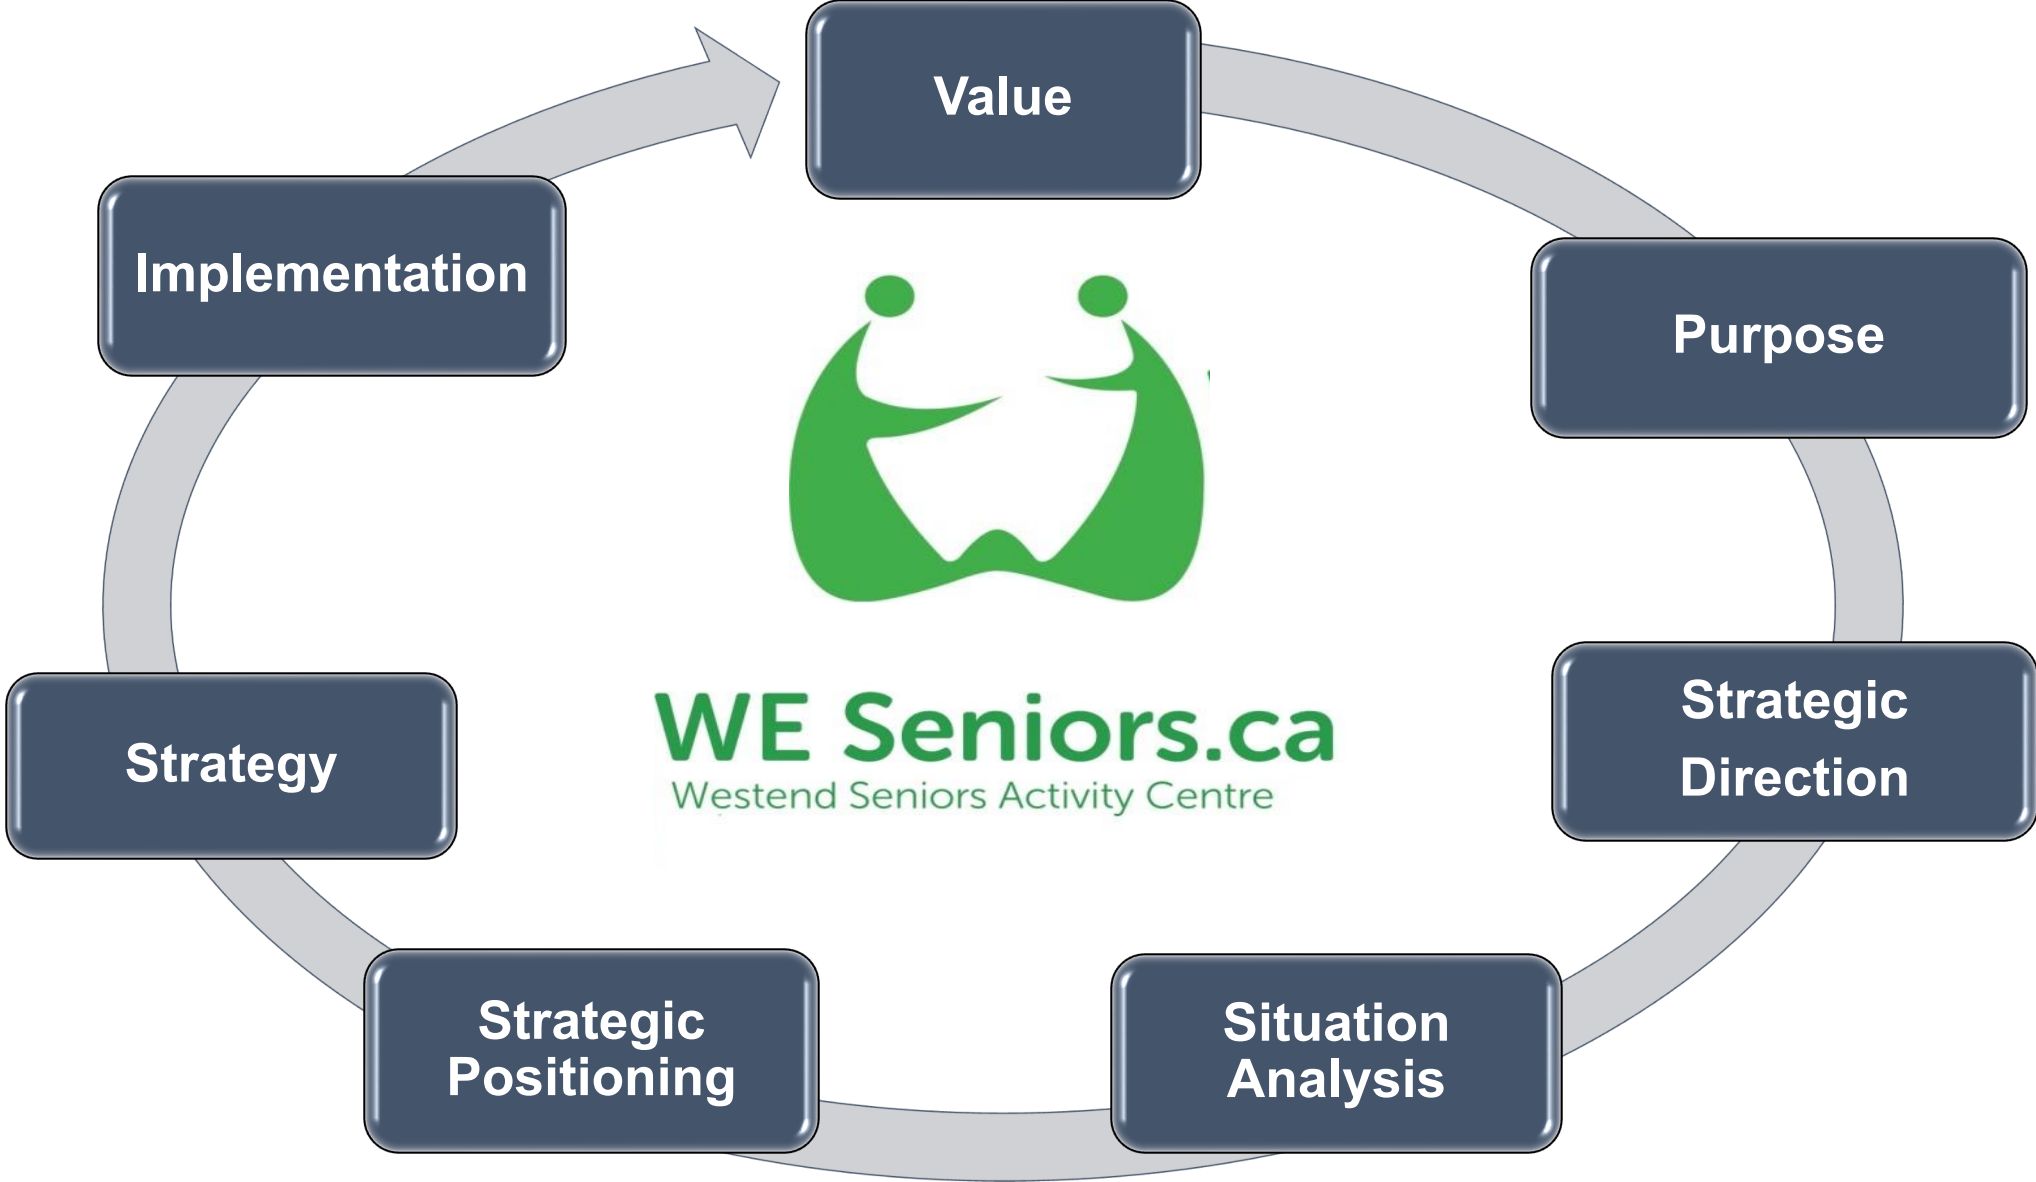 Value
Purpose
Strategic
Direction
Situation
Analysis
Strategic
Positioning
Strategy
Implementation
WE Seniors.ca
Westend Seniors Activity Centre